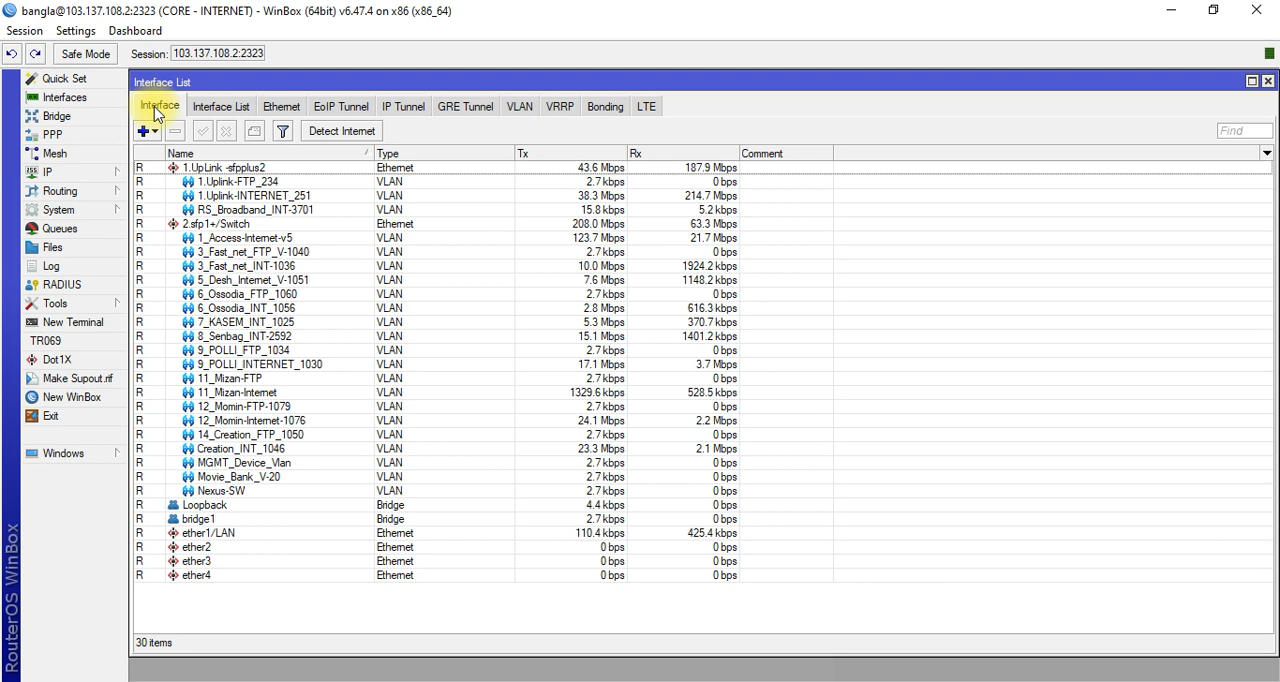 bangla@103.137.108.2:2323 (CORE - INTERNET) - WinBox (64bit) v6.47.4 on x86 (x86_64)
Session Settings Dashboard
Safe Mode Session: 103.137.108.2:2323
Quick Set
Interfaces
Bridge
PPP
Mesh
IP
Routing
System
Queues
Files
Log
RADIUS
Tools
New Terminal
TR069
Dot1X
Make Supout.rif
New WinBox
Exit
Windows
RouterOS WinBox
Interface List
Interface Interface List Ethernet EoIP Tunnel IP Tunnel GRE Tunnel VLAN VRRP Bonding LTE
Detect Internet Find
Name Type Tx Rx Comment
R 1.UpLink -sfpplus2 Ethernet 43.6 Mbps 187.9 Mbps
R 1.Uplink-FTP_234 VLAN 2.7 kbps 0 bps
R 1.Uplink-INTERNET_251 VLAN 38.3 Mbps 214.7 Mbps
R RS_Broadband_INT-3701 VLAN 15.8 kbps 5.2 kbps
R 2.sfp1+/Switch Ethernet 208.0 Mbps 63.3 Mbps
R 1_Access-Internet-v5 VLAN 123.7 Mbps 21.7 Mbps
R 3_Fast_net_FTP_V-1040 VLAN 2.7 kbps 0 bps
R 3_Fast_net_INT-1036 VLAN 10.0 Mbps 1924.2 kbps
R 5_Desh_Internet_V-1051 VLAN 7.6 Mbps 1148.2 kbps
R 6_Ossodia_FTP_1060 VLAN 2.7 kbps 0 bps
R 6_Ossodia_INT_1056 VLAN 2.8 Mbps 616.3 kbps
R 7_KASEM_INT_1025 VLAN 5.3 Mbps 370.7 kbps
R 8_Senbag_INT-2592 VLAN 15.1 Mbps 1401.2 kbps
R 9_POLLI_FTP_1034 VLAN 2.7 kbps 0 bps
R 9_POLLI_INTERNET_1030 VLAN 17.1 Mbps 3.7 Mbps
R 11_Mizan-FTP VLAN 2.7 kbps 0 bps
R 11_Mizan-Internet VLAN 1329.6 kbps 528.5 kbps
R 12_Momin-FTP-1079 VLAN 2.7 kbps 0 bps
R 12_Momin-Internet-1076 VLAN 24.1 Mbps 2.2 Mbps
R 14_Creation_FTP_1050 VLAN 2.7 kbps 0 bps
R Creation_INT_1046 VLAN 23.3 Mbps 2.1 Mbps
R MGMT_Device_Vlan VLAN 2.7 kbps 0 bps
R Movie_Bank_V-20 VLAN 2.7 kbps 0 bps
R Nexus-SW VLAN 2.7 kbps 0 bps
R Loopback Bridge 4.4 kbps 0 bps
R bridge1 Bridge 2.7 kbps 0 bps
R ether1/LAN Ethernet 110.4 kbps 425.4 kbps
R ether2 Ethernet 0 bps 0 bps
R ether3 Ethernet 0 bps 0 bps
R ether4 Ethernet 0 bps 0 bps
30 items